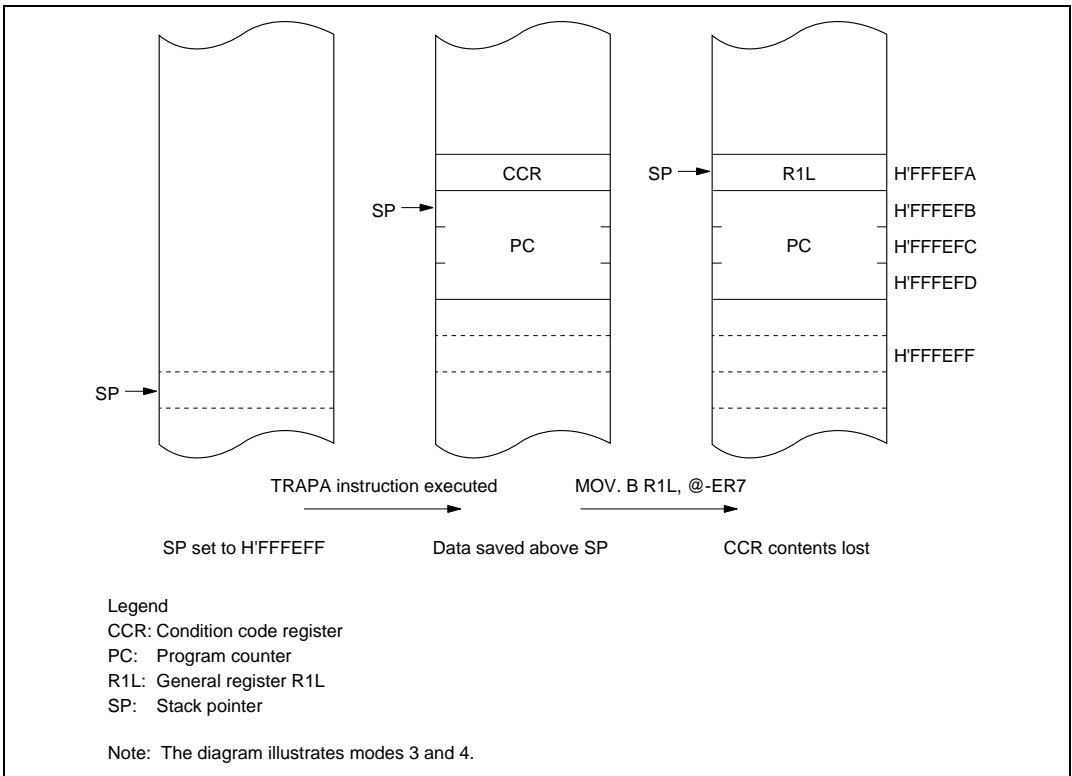 CCR
SP
R1L
H'FFFEFA
SP
H'FFFEFB
PC
PC
H'FFFEFC
H'FFFEFD
H'FFFEFF
SP
TRAPA instruction executed
MOV. B R1L, @-ER7
SP set to H'FFFEFF
Data saved above SP
CCR contents lost
Legend
CCR: Condition code register
PC: Program counter
R1L: General register R1L
SP: Stack pointer
Note: The diagram illustrates modes 3 and 4.